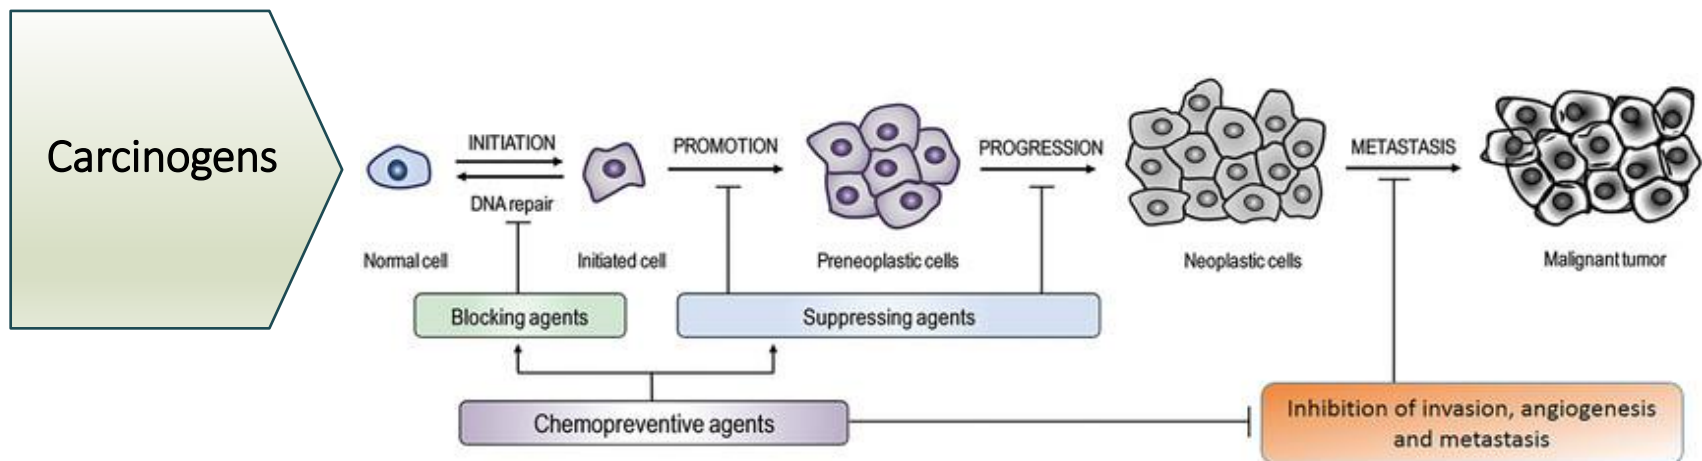 Carcinogens
INITIATION
DNA repair
PROMOTION
PROGRESSION
METASTASIS
Normal cell
Initiated cell
Preneoplastic cells
Neoplastic cells
Malignant tumor
Blocking agents
Suppressing agents
Chemopreventive agents
Inhibition of invasion, angiogenesis
and metastasis